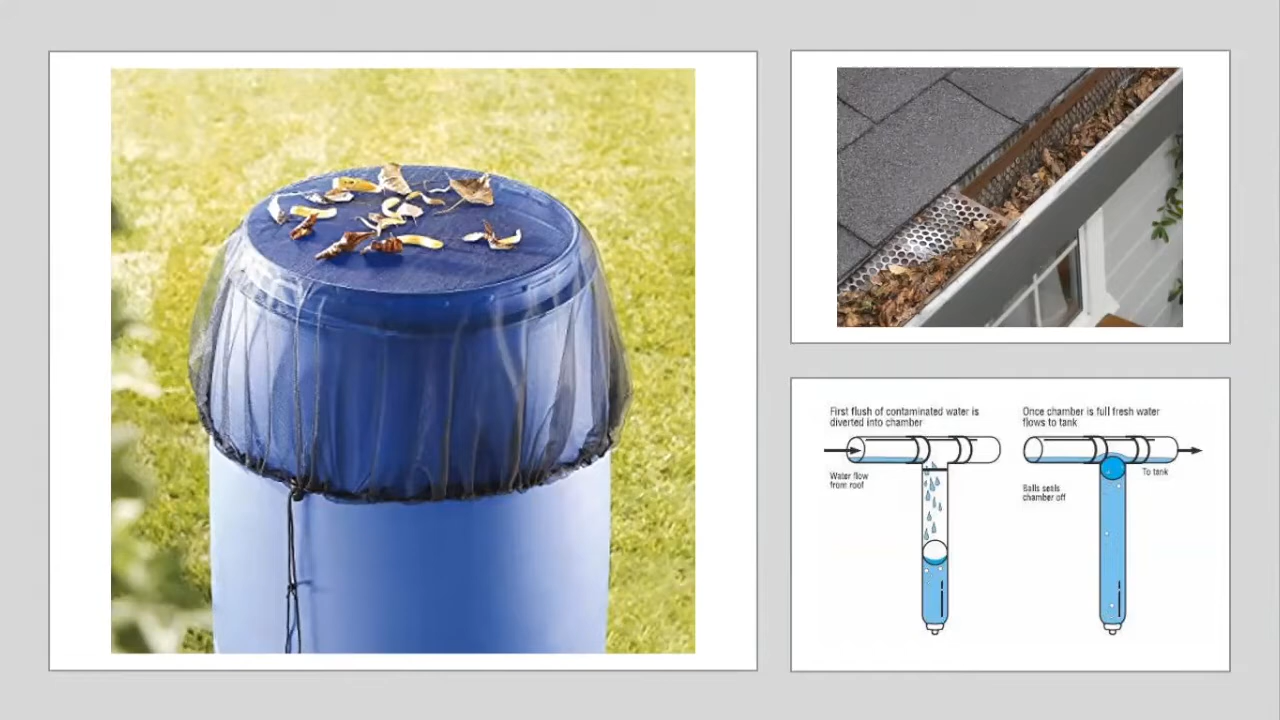 First flush of contaminated water is
diverted into chamber
Water flow
from roof
Once chamber is full fresh water
flows to tank
To tank
Balls seals
chamber off